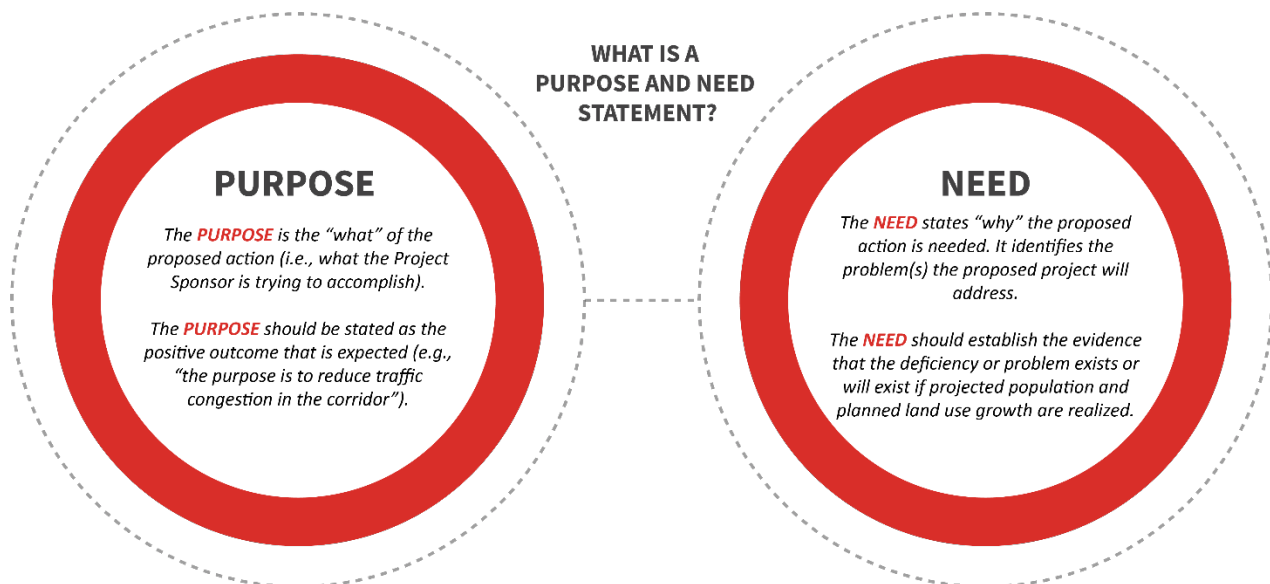 WHAT IS A
PURPOSE AND NEED
STATEMENT?
PURPOSE
The PURPOSE is the “what” of the
proposed action (i.e., what the Project
Sponsor is trying to accomplish).
The PURPOSE should be stated as the
positive outcome that is expected (e.g.,
“the purpose is to reduce traffic
congestion in the corridor”).
NEED
The NEED states “why” the proposed
action is needed. It identifies the
problem(s) the proposed project will
address.
The NEED should establish the evidence
that the deficiency or problem exists or
will exist if projected population and
planned land use growth are realized.